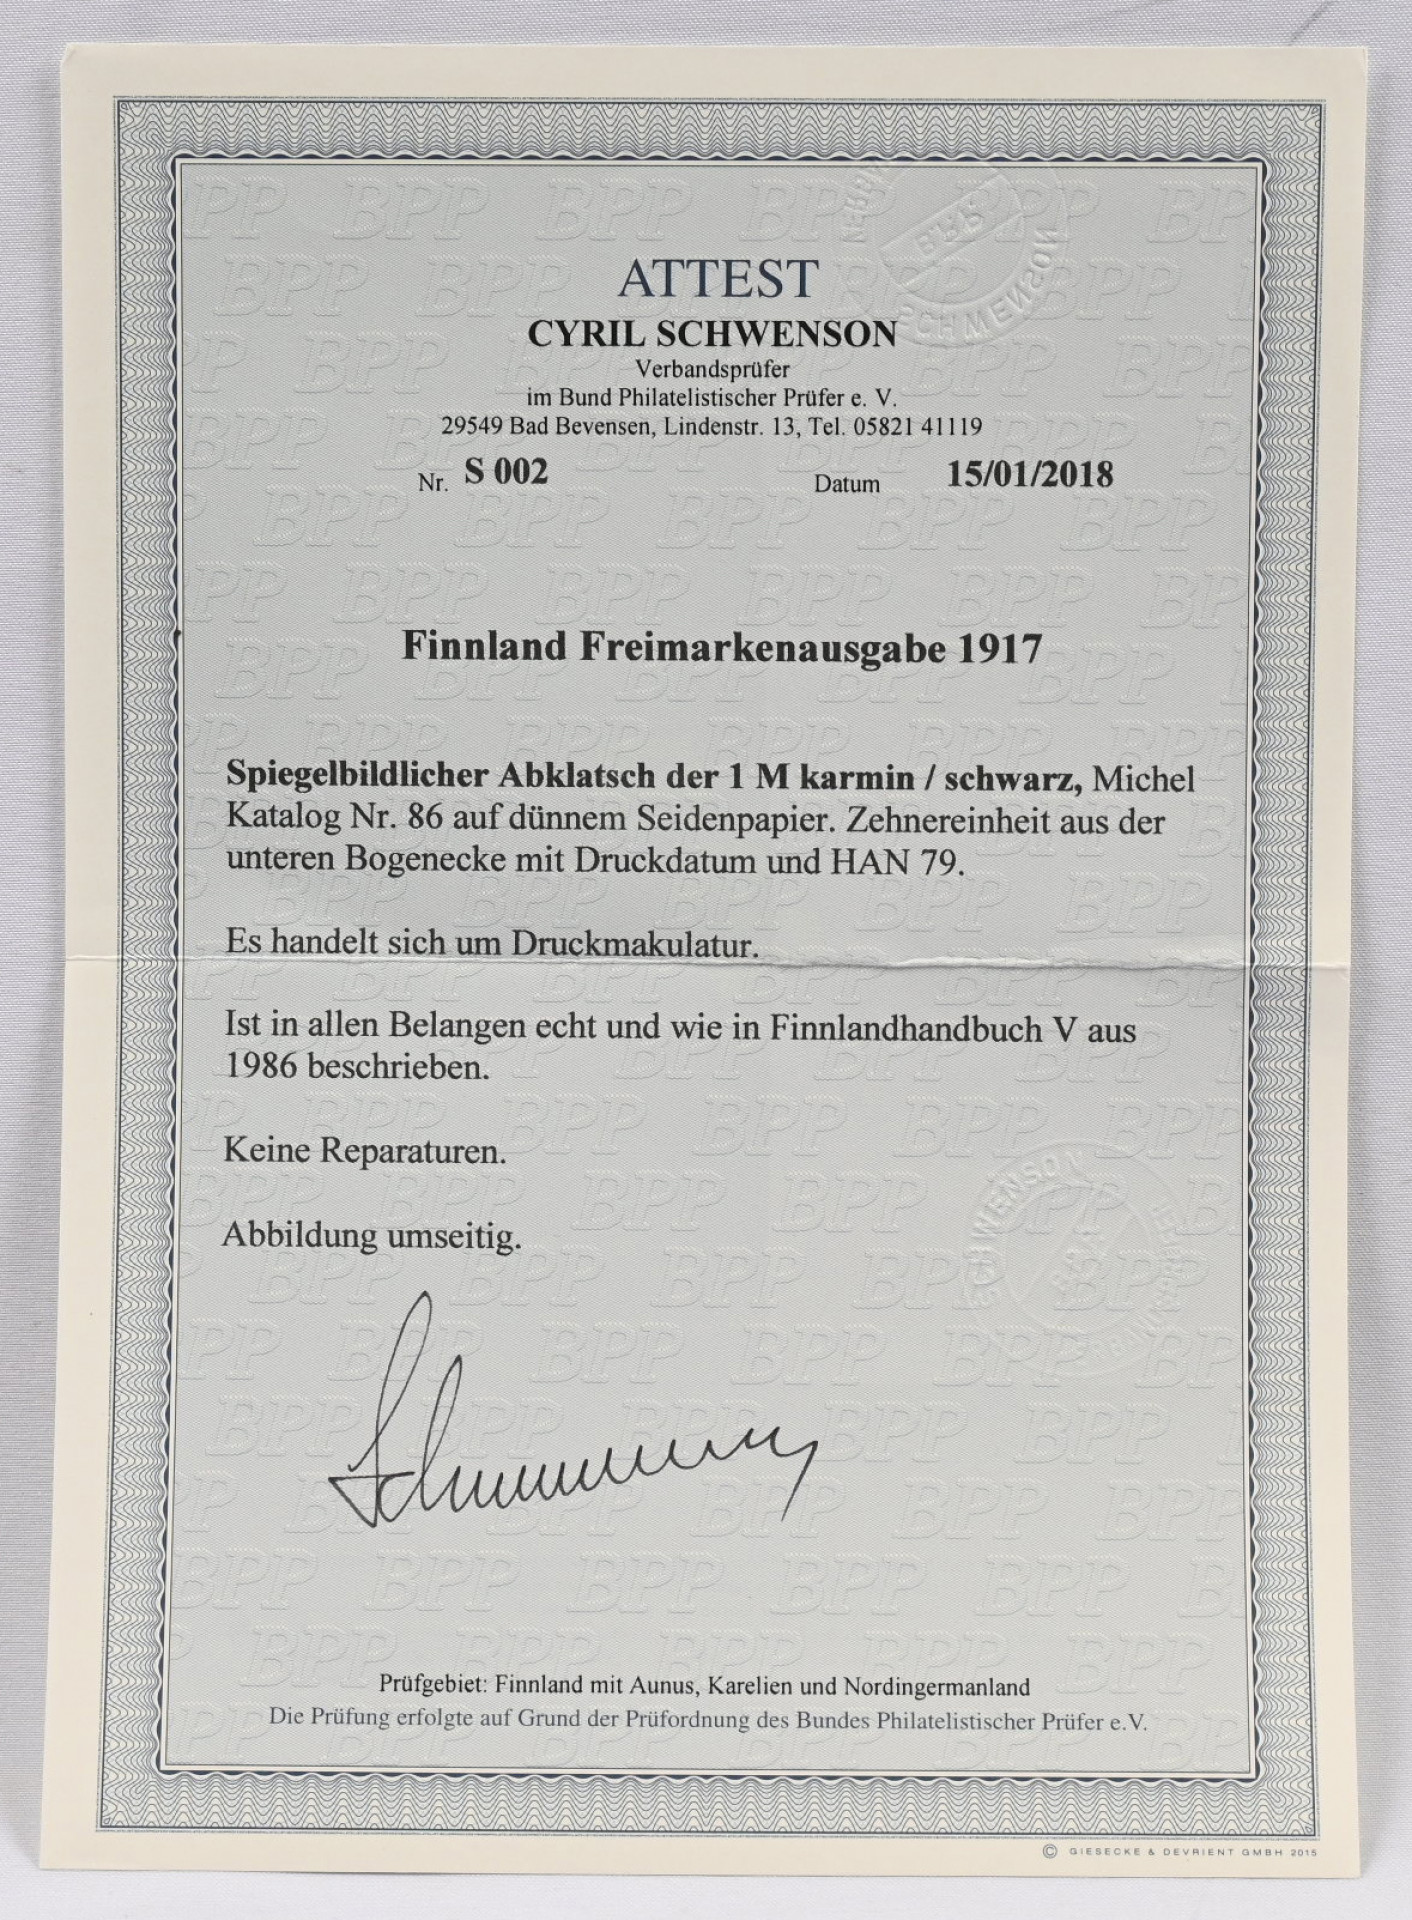 ATTEST
CYRIL SCHWENSON
Verbandsprüfer
im Bund Philatelistischer Prüfer e. V.
29549 Bad Bevensen, Lindenstr. 13, Tel. 05821 41119
Nr. S 002 Datum 15/01/2018
Finnland Freimarkenausgabe 1917
Spiegelbildlicher Abklatsch der 1 M karmin / schwarz, Michel
Katalog Nr. 86 auf dünnem Seidenpapier. Zehnereinheit aus der
unteren Bogenecke mit Druckdatum und HAN 79.
Es handelt sich um Druckmakulatur.
Ist in allen Belangen echt und wie in Finnlandhandbuch V aus
1986 beschrieben.
Keine Reparaturen.
Abbildung umseitig.
Prüfgebiet: Finnland mit Aunus, Karelien und Nordingermanland
Die Prüfung erfolgte auf Grund der Prüfordnung des Bundes Philatelistischer Prüfer e.V.
© GIESECKE & DEVRIENT GMBH 2015